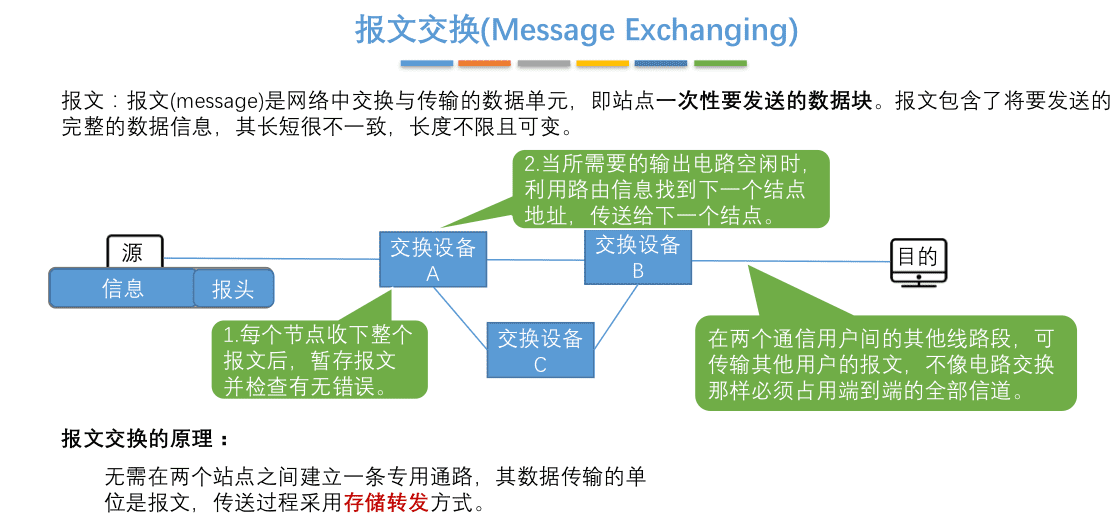 报文交换(Message Exchanging)
报文：报文(message)是网络中交换与传输的数据单元，即站点一次性要发送的数据块。报文包含了将要发送的
完整的数据信息，其长短很不一致，长度不限且可变。
2.当所需要的输出电路空闲时,
利用路由信息找到下一个结点
地址，传送给下一个结点。
源
信息
报头
交换设备
A
交换设备
B
目的
交换设备
C
1.每个节点收下整个
报文后，暂存报文
并检查有无错误。
在两个通信用户间的其他线路段，可
传输其他用户的报文，不像电路交换
那样必须占用端到端的全部信道。
报文交换的原理：
无需在两个站点之间建立一条专用通路，其数据传输的单
位是报文，传送过程采用存储转发方式。